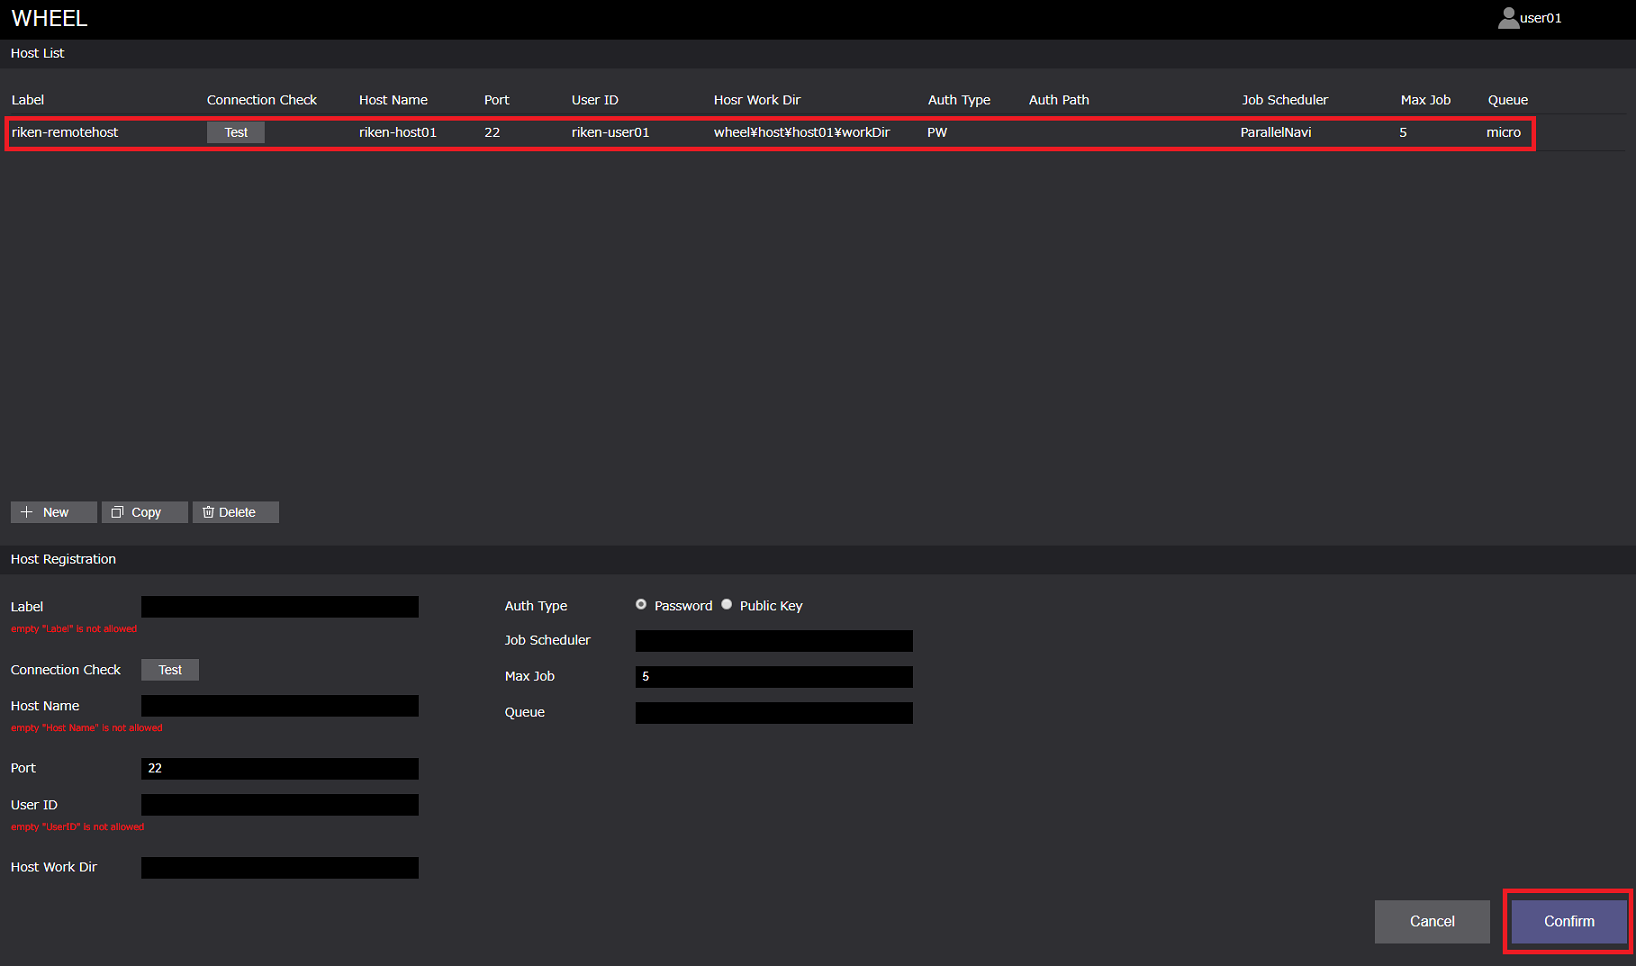 WHEEL
user01
Host List
Label Connection Check Host Name Port User ID Hosr Work Dir Auth Type Auth Path Job Scheduler Max Job Queue
riken-remotehost Test riken-host01 22 riken-user01 wheel¥host¥host01¥workDir PW ParallelNavi 5 micro
New Copy Delete
Host Registration
Label
empty "Label" is not allowed
Connection Check Test
Host Name
empty "Host Name" is not allowed
Port 22
User ID
empty "UserID" is not allowed
Host Work Dir
Auth Type Password Public Key
Job Scheduler
Max Job 5
Queue
Cancel Confirm